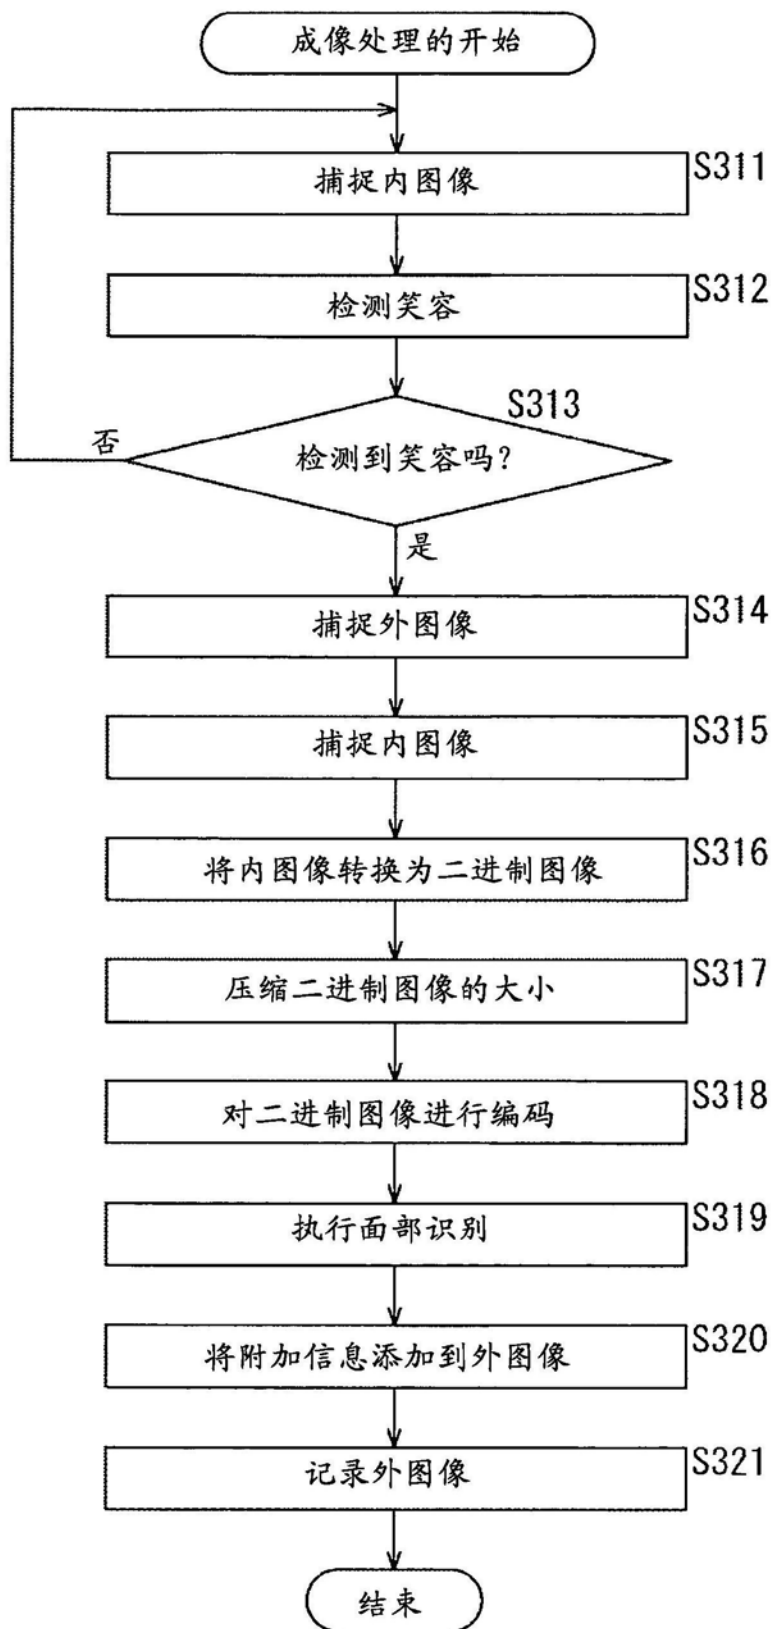 成像处理的开始
S311
捕捉内图像
S312
检测笑容
S313
检测到笑容吗?
否
是
S314
捕捉外图像
S315
捕捉内图像
S316
将内图像转换为二进制图像
S317
压缩二进制图像的大小
S318
对二进制图像进行编码
S319
执行面部识别
S320
将附加信息添加到外图像
S321
记录外图像
结束